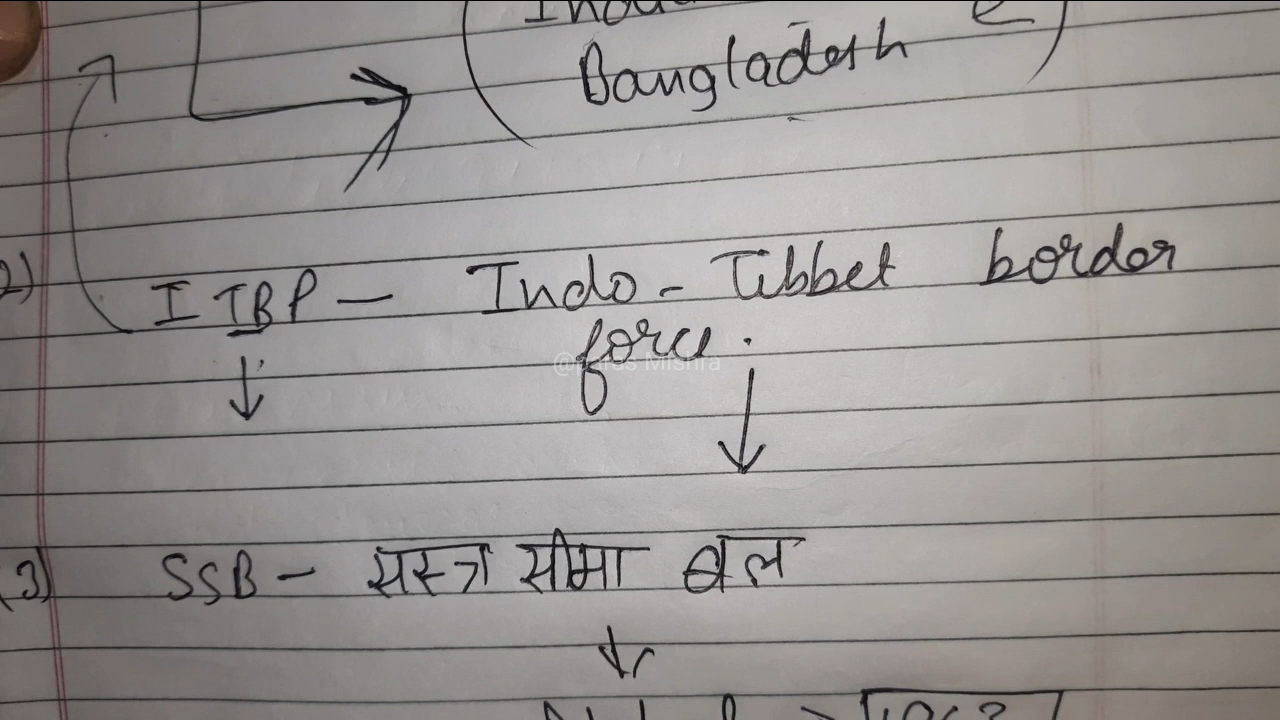 Bangladesh
2)
ITBP - Indo - Tibbet border
force.
(3) SSB - सस्त्र सीमा बल